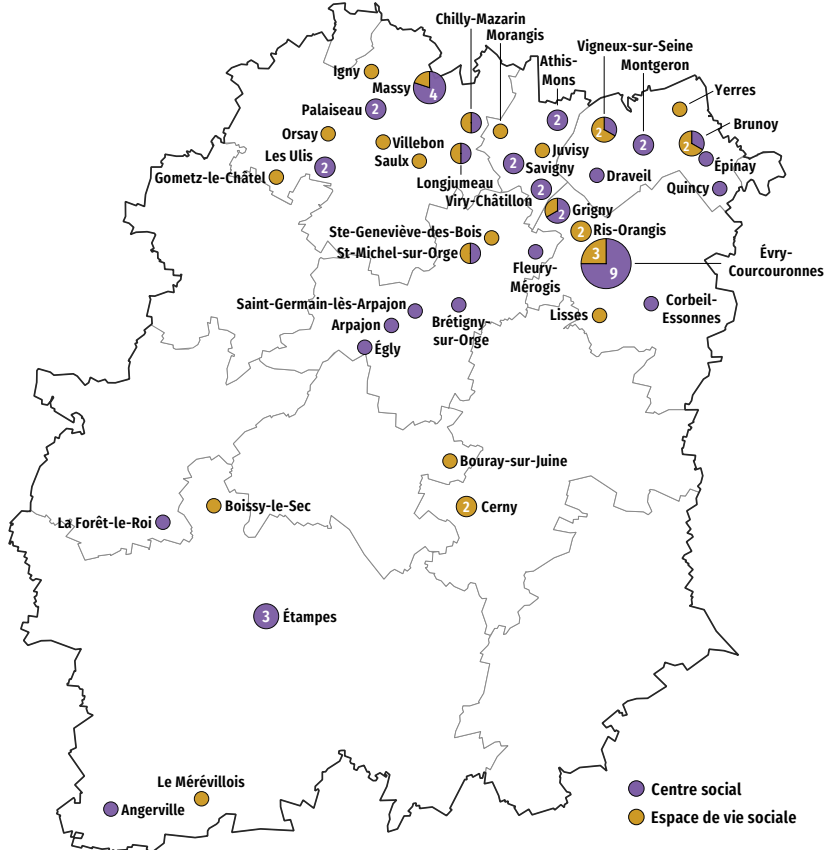 Chilly-Mazarin
Morangis
Vigneux-sur-Seine
Montgeron
Athis-
Mons
Igny
Massy
4
Yerres
Palaiseau
2
2
2
2
Brunoy
2
Orsay
Villebon
Saulx
Juvisy
Savigny
2
Épinay
Les Ulis
2
Gometz-le-Châtel
Longjumeau
Draveil
Quincy
Viry-Châtillon
2
Grigny
2
Ste-Geneviève-des-Bois
Ris-Orangis
2
St-Michel-sur-Orge
Fleury-
Mérogis
3
9
Évry-
Courcouronnes
Saint-Germain-lès-Arpajon
Arpajon
Brétigny-
sur-Orge
Lisses
Corbeil-
Essonnes
Égly
Bouray-sur-Juine
Boissy-le-Sec
2
Cerny
La Forêt-le-Roi
3
Étampes
Le Mérévillois
Angerville
Centre social
Espace de vie sociale